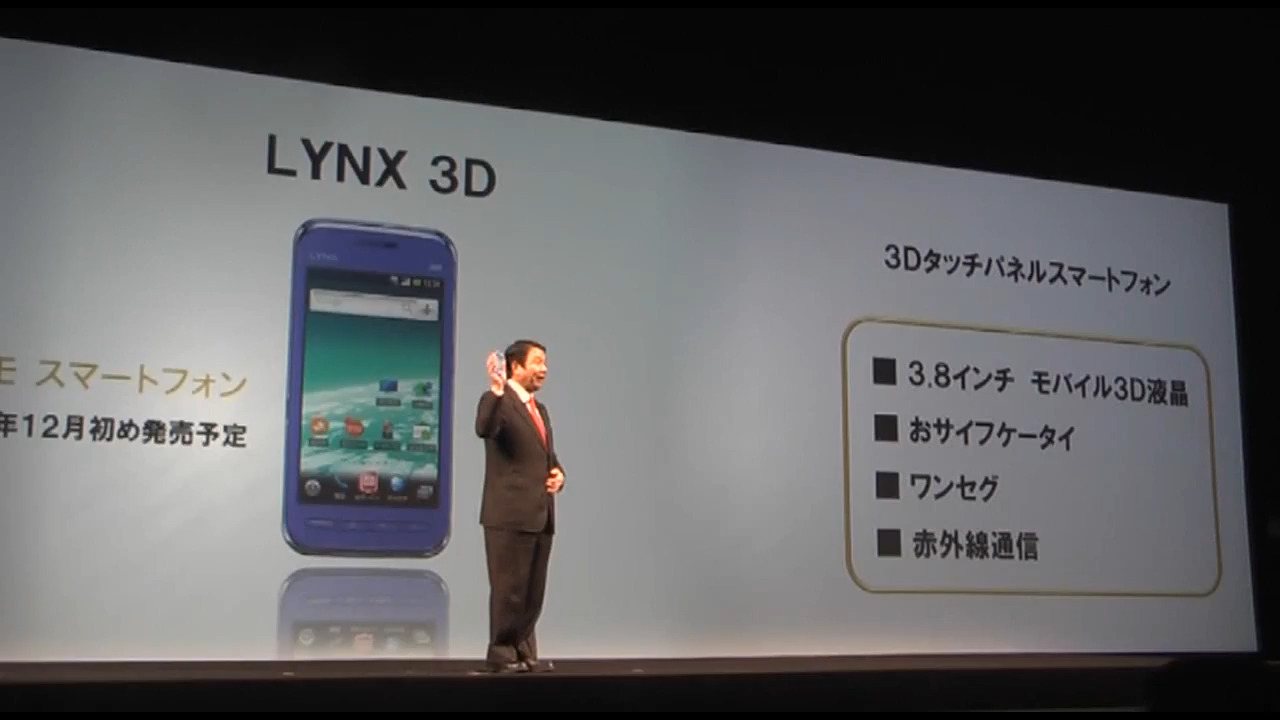 LYNX 3D
LYNX
モ スマートフォン
年12月初め発売予定
3Dタッチパネルスマートフォン
■ 3.8インチ モバイル3D液晶
■ おサイフケータイ
■ ワンセグ
■ 赤外線通信